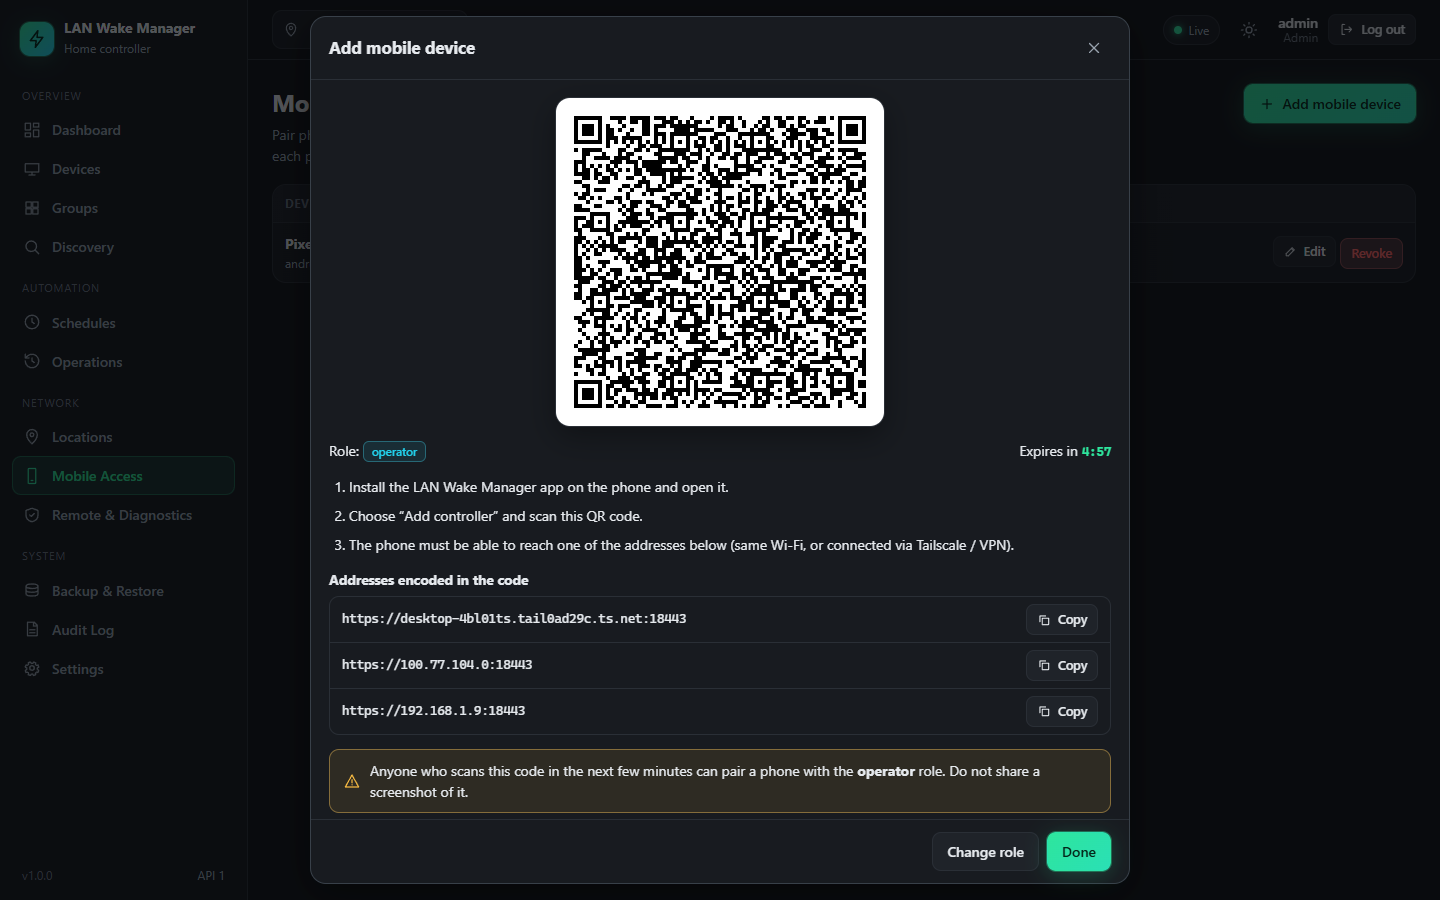 LAN Wake Manager
Home controller
OVERVIEW
Dashboard
Devices
Groups
Discovery
AUTOMATION
Schedules
Operations
NETWORK
Locations
Mobile Access
Remote & Diagnostics
SYSTEM
Backup & Restore
Audit Log
Settings
v1.0.0
API 1
Live
admin
Admin
Log out
Add mobile device
Pair
each
Edit
Revoke
Add mobile device
Role: operator
Expires in 4:57
1. Install the LAN Wake Manager app on the phone and open it.
2. Choose “Add controller” and scan this QR code.
3. The phone must be able to reach one of the addresses below (same Wi-Fi, or connected via Tailscale / VPN).
Addresses encoded in the code
https://desktop-4bl01ts.tail0ad29c.ts.net:18443
Copy
https://100.77.104.0:18443
Copy
https://192.168.1.9:18443
Copy
Anyone who scans this code in the next few minutes can pair a phone with the operator role. Do not share a
screenshot of it.
Change role
Done